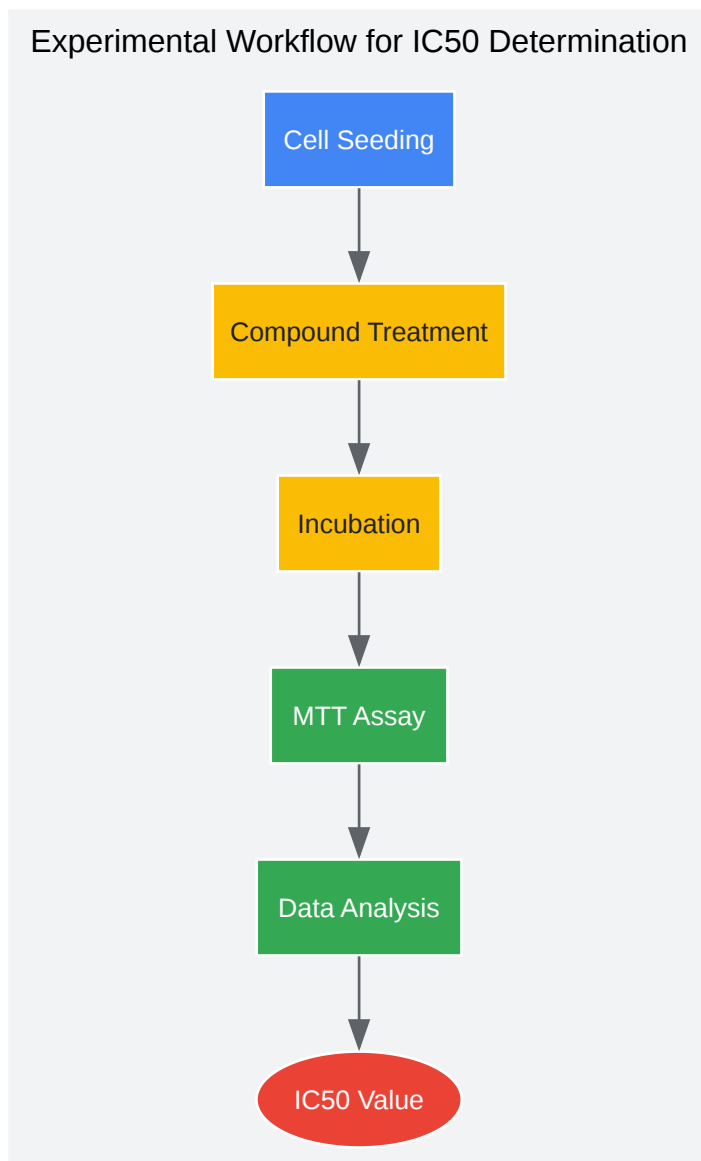 Experimental Workflow for IC50 Determination
Cell Seeding
Compound Treatment
Incubation
MTT Assay
Data Analysis
IC50 Value